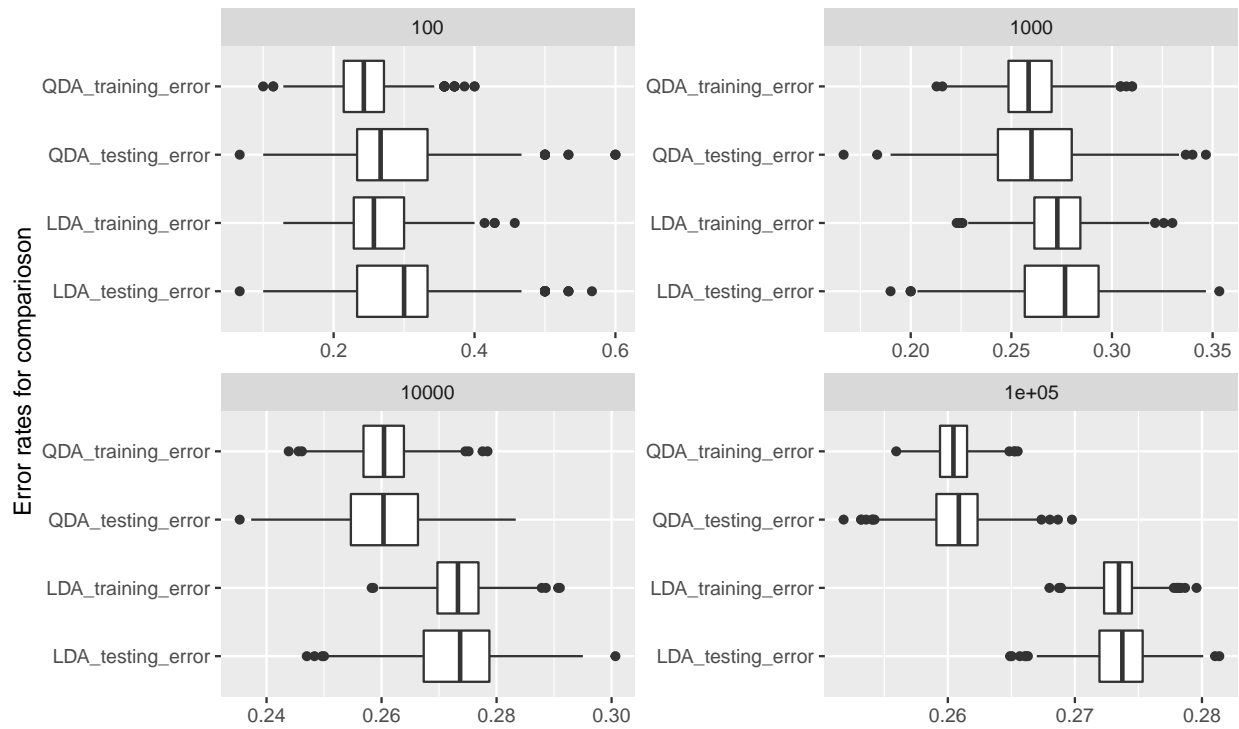 100
QDA_training_error
QDA_testing_error
LDA_training_error
LDA_testing_error
0.2 0.4 0.6
1000
QDA_training_error
QDA_testing_error
LDA_training_error
LDA_testing_error
0.20 0.25 0.30 0.35
Error rates for comparioson
10000
QDA_training_error
QDA_testing_error
LDA_training_error
LDA_testing_error
0.24 0.26 0.28 0.30
1e+05
QDA_training_error
QDA_testing_error
LDA_training_error
LDA_testing_error
0.26 0.27 0.28